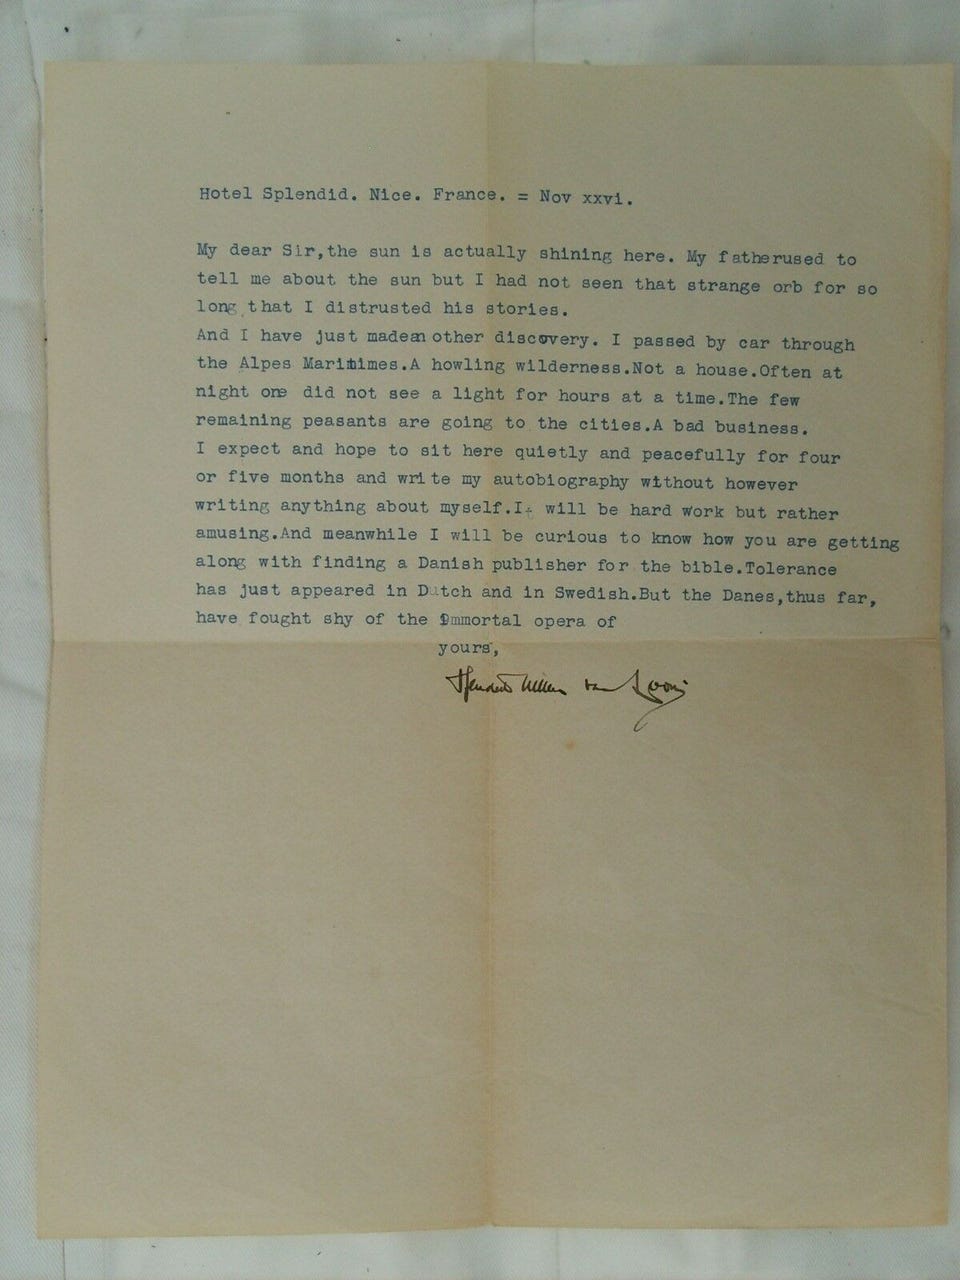 Hotel Splendid. Nice. France. = Nov xxvi.
My dear Sir,the sun is actually shining here. My fatherused to
tell me about the sun but I had not seen that strange orb for so
long that I distrusted his stories.
And I have just madean other discovery. I passed by car through
the Alpes Maritimes.A howling wilderness.Not a house.Often at
night one did not see a light for hours at a time.The few
remaining peasants are going to the cities.A bad business.
I expect and hope to sit here quietly and peacefully for four
or five months and write my autobiography without however
writing anything about myself.It will be hard work but rather
amusing.And meanwhile I will be curious to know how you are getting
along with finding a Danish publisher for the bible.Tolerance
has just appeared in Dutch and in Swedish.But the Danes,thus far,
have fought shy of the immortal opera of
yours,
Hendrik Willem van Loon